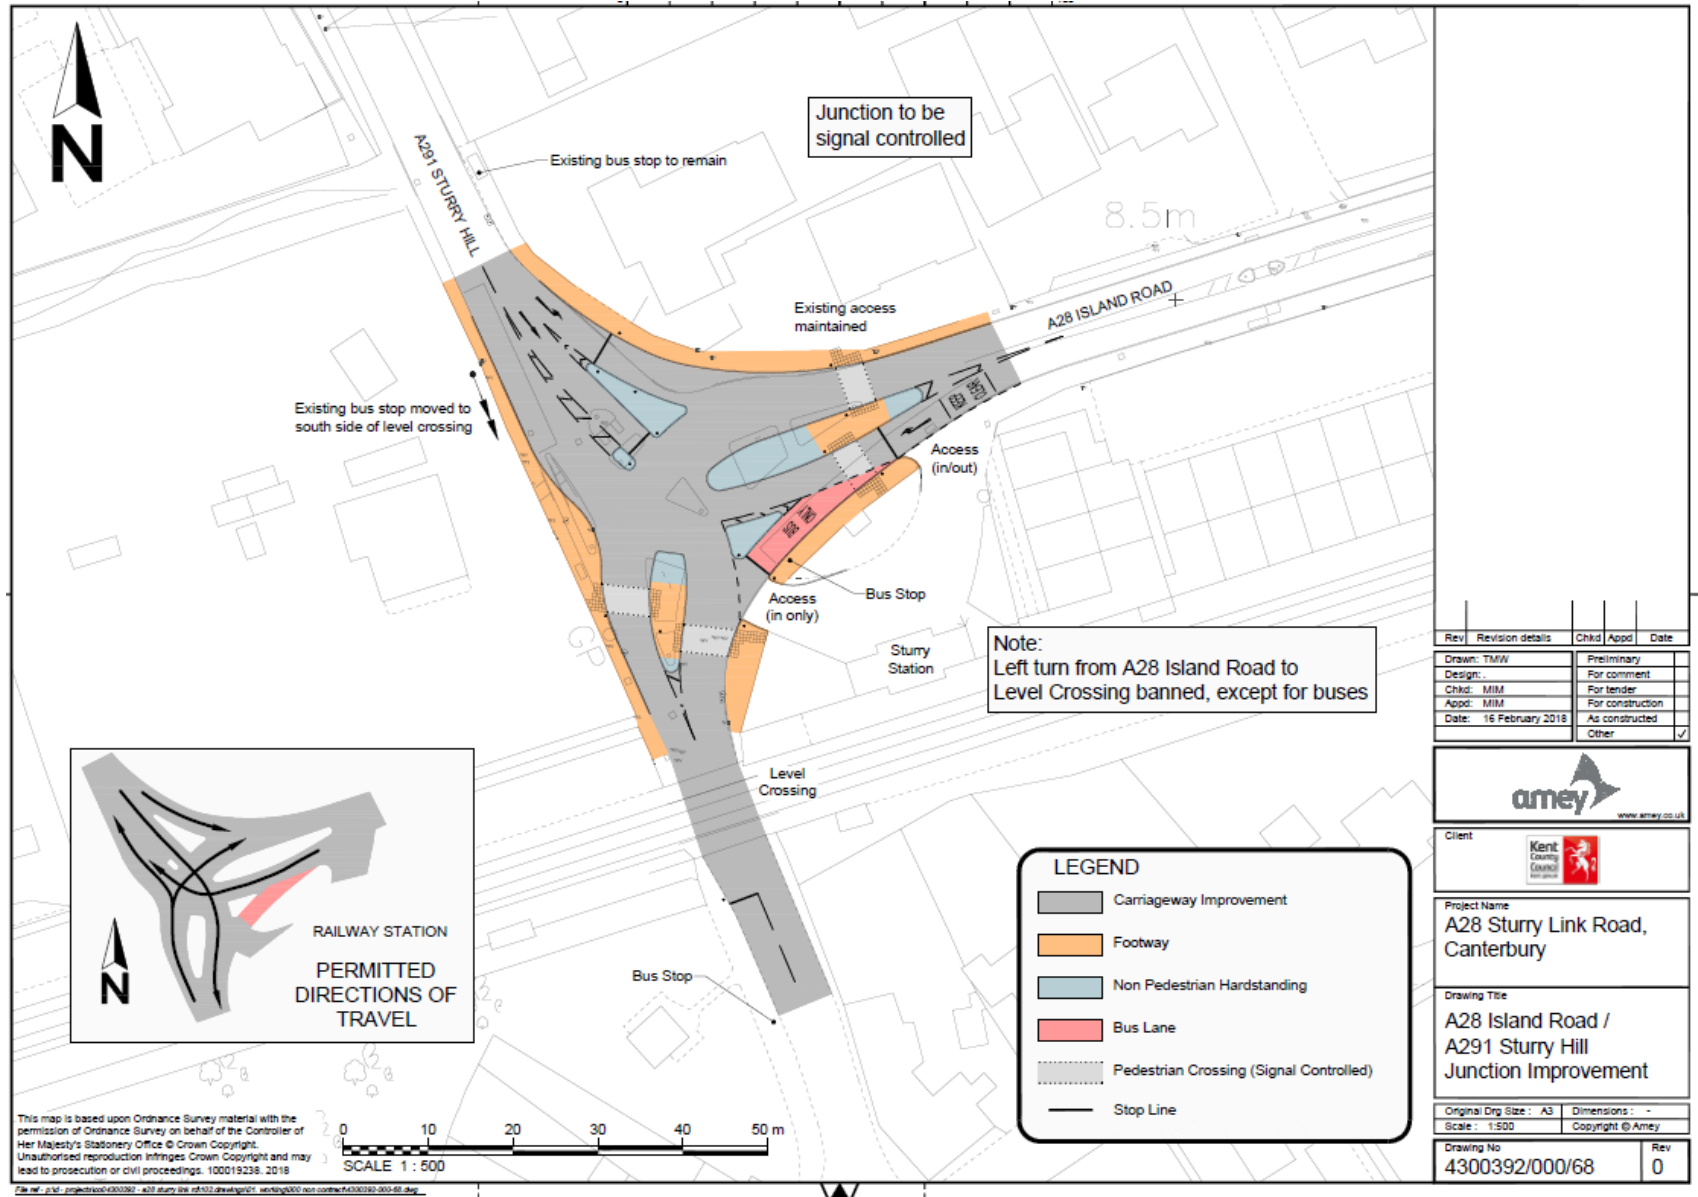 N
A291 STURRY HILL
Existing bus stop to remain
Junction to be
signal controlled
8.5m
A28 ISLAND ROAD
Existing access
maintained
Existing bus stop moved to
south side of level crossing
KEEP
CLEAR
Access
(in/out)
BUS
ONLY
Bus Stop
Access
(in only)
GP
Sturry
Station
Note:
Left turn from A28 Island Road to
Level Crossing banned, except for buses
Level
Crossing
Bus Stop
RAILWAY STATION
N
PERMITTED
DIRECTIONS OF
TRAVEL
LEGEND
Carriageway Improvement
Footway
Non Pedestrian Hardstanding
Bus Lane
Pedestrian Crossing (Signal Controlled)
Stop Line
This map is based upon Ordnance Survey material with the
permission of Ordnance Survey on behalf of the Controller of
Her Majesty's Stationery Office © Crown Copyright.
Unauthorised reproduction infringes Crown Copyright and may
lead to prosecution or civil proceedings. 100019238. 2018
0 10 20 30 40 50 m
SCALE 1 : 500
Rev Revision details Chkd Appd Date
Drawn: TMW
Design: .
Chkd: MIM
Appd: MIM
Date: 16 February 2018
Preliminary
For comment
For tender
For construction
As constructed
Other ✓
amey
www.amey.co.uk
Client
Kent
County
Council
Project Name
A28 Sturry Link Road,
Canterbury
Drawing Title
A28 Island Road /
A291 Sturry Hill
Junction Improvement
Original Drg Size : A3 Dimensions : -
Scale : 1:500 Copyright © Amey
Drawing No Rev
4300392/000/68 0